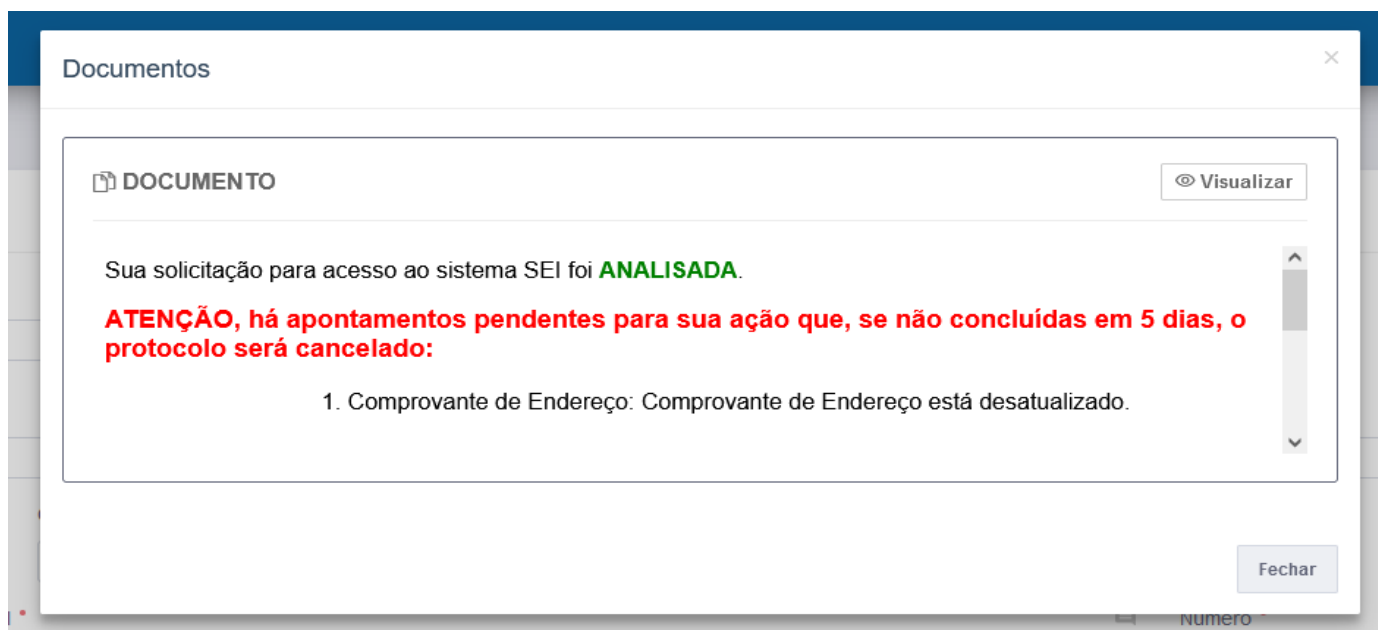 Documentos
DOCUMENTO
Visualizar
Sua solicitação para acesso ao sistema SEI foi ANALISADA.
ATENÇÃO, há apontamentos pendentes para sua ação que, se não concluídas em 5 dias, o
protocolo será cancelado:
1. Comprovante de Endereço: Comprovante de Endereço está desatualizado.
Fechar
Número *